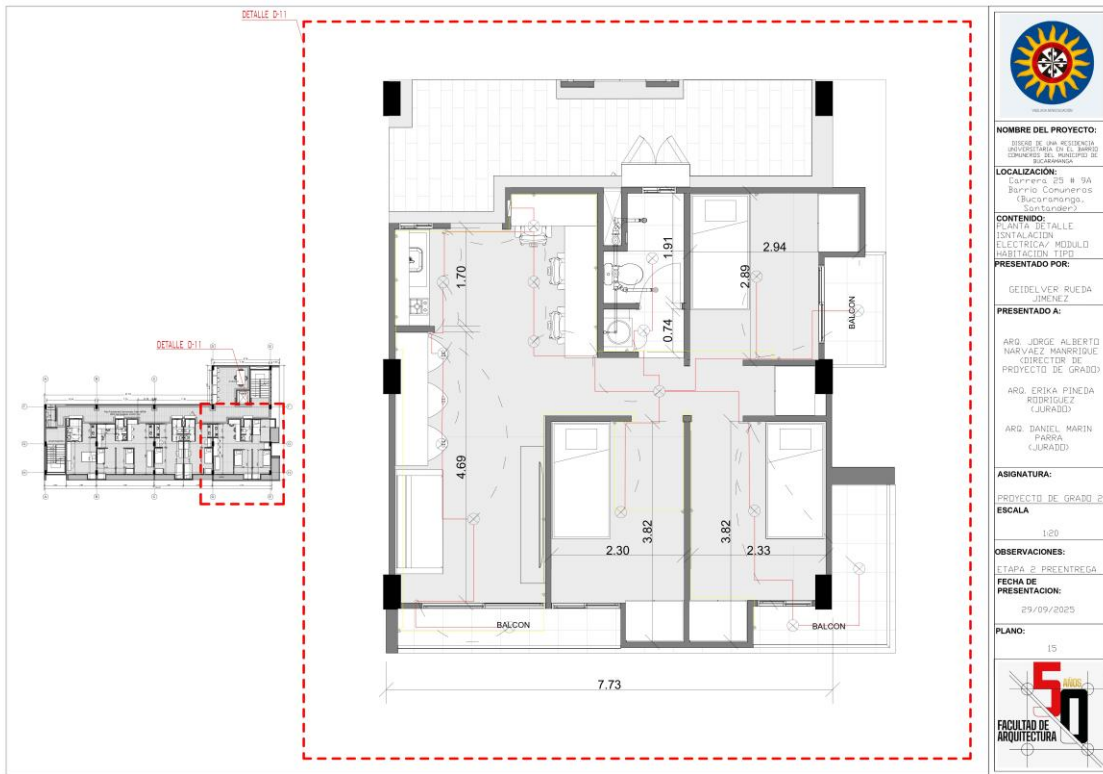 DETALLE D-11
DETALLE D-11
1.70
1.91
2.94
2.89
0.74
BALCON
4.69
3.82
2.30
3.82
2.33
BALCON
BALCON
7.73
NOMBRE DEL PROYECTO:
DISEÑO DE UNA RESIDENCIA
UNIVERSITARIA EN EL BARRIO
COMUNEROS DEL MUNICIPIO DE
BUCARAMANGA
LOCALIZACIÓN:
Carrera 25 # 9A
Barrio Comuneros
(Bucaramanga,
Santander)
CONTENIDO:
PLANTA DETALLE
ISNTALACION
ELECTRICA/ MODULO
HABITACION TIPO
PRESENTADO POR:
GEIDELVER RUEDA
JIMENEZ
PRESENTADO A:
ARQ. JORGE ALBERTO
NARVAEZ MANRRIQUE
(DIRECTOR DE
PROYECTO DE GRADO)
ARQ. ERIKA PINEDA
RODRIGUEZ
(JURADO)
ARQ. DANIEL MARIN
PARRA
(JURADO)
ASIGNATURA:
PROYECTO DE GRADO 2
ESCALA
1:20
OBSERVACIONES:
ETAPA 2 PREENTREGA
FECHA DE
PRESENTACION:
29/09/2025
PLANO:
15
50
AÑOS
FACULTAD DE
ARQUITECTURA